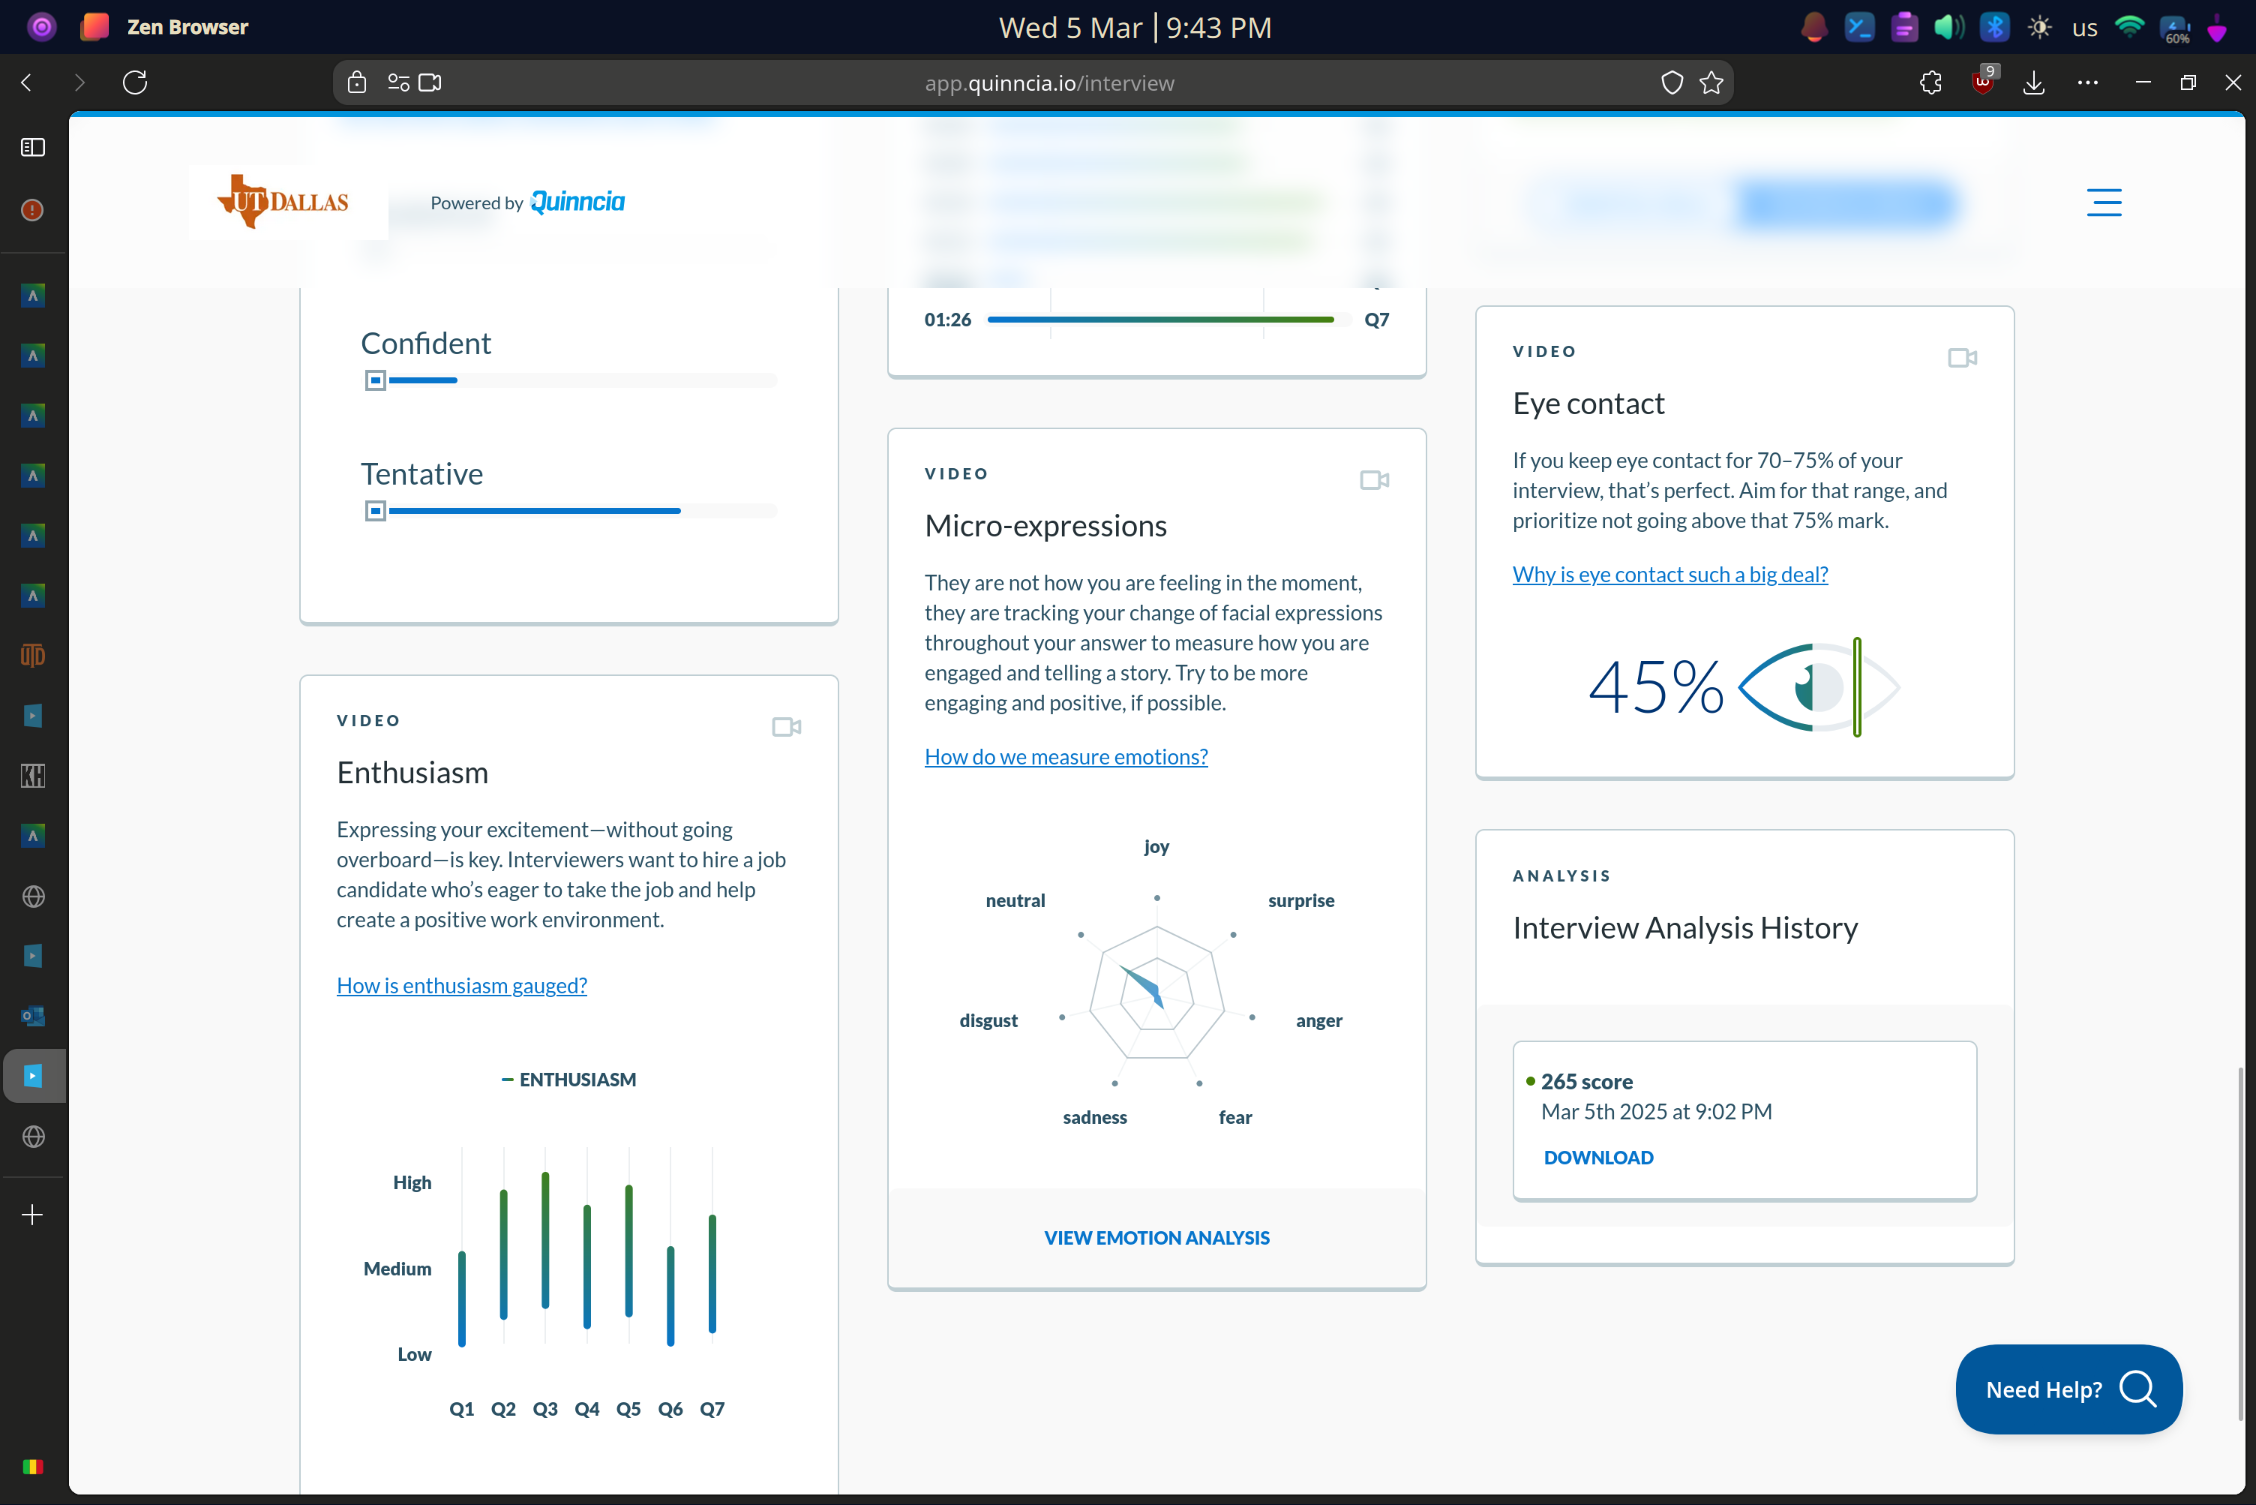 Zen Browser
Wed 5 Mar | 9:43 PM
us
60%
app.quinncia.io/interview
9
UT DALLAS
Powered by Quinncia
Confident
Tentative
VIDEO
Enthusiasm
Expressing your excitement—without going
overboard—is key. Interviewers want to hire a job
candidate who's eager to take the job and help
create a positive work environment.
How is enthusiasm gauged?
ENTHUSIASM
High
Medium
Low
Q1 Q2 Q3 Q4 Q5 Q6 Q7
01:26 Q7
VIDEO
Micro-expressions
They are not how you are feeling in the moment,
they are tracking your change of facial expressions
throughout your answer to measure how you are
engaged and telling a story. Try to be more
engaging and positive, if possible.
How do we measure emotions?
joy
neutral
surprise
disgust
anger
sadness
fear
VIEW EMOTION ANALYSIS
VIDEO
Eye contact
If you keep eye contact for 70–75% of your
interview, that's perfect. Aim for that range, and
prioritize not going above that 75% mark.
Why is eye contact such a big deal?
45%
ANALYSIS
Interview Analysis History
265 score
Mar 5th 2025 at 9:02 PM
DOWNLOAD
Need Help?
UTD
KH